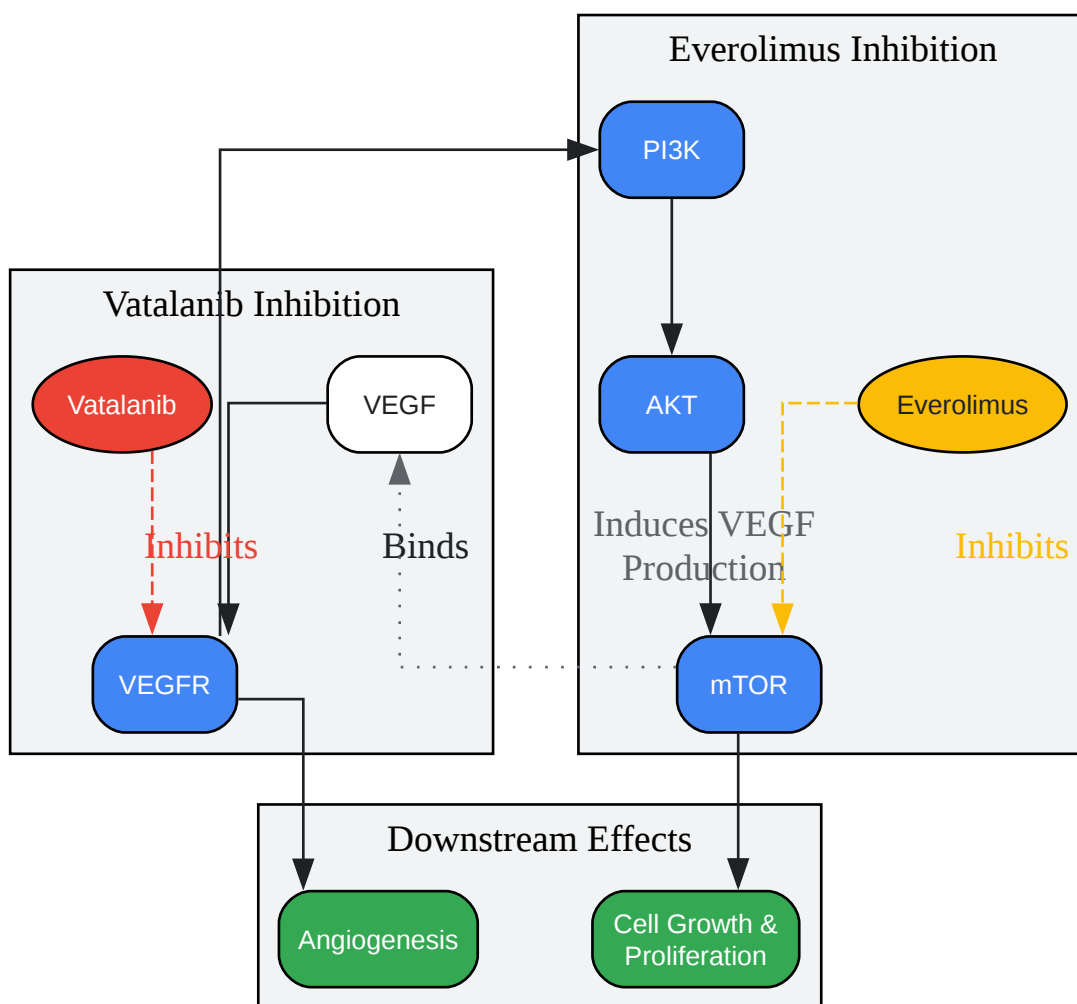 Everolimus Inhibition
PI3K
Vatalanib Inhibition
Vatalanib
VEGF
AKT
Everolimus
Inhibits
Binds
Induces VEGF
Production
Inhibits
VEGFR
mTOR
Downstream Effects
Angiogenesis
Cell Growth &
Proliferation